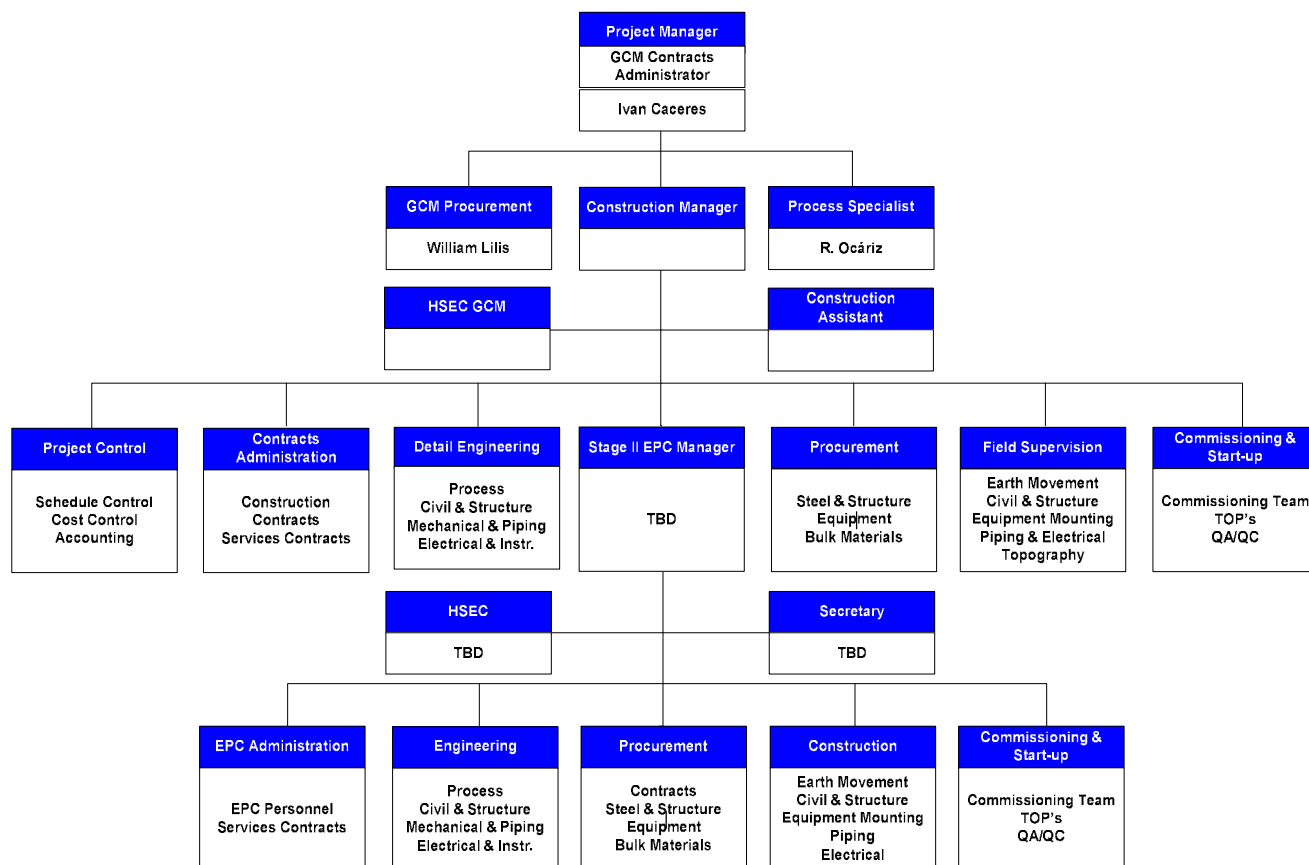 Project Manager
GCM Contracts
Administrator
Ivan Caceres
GCM Procurement
William Lilis
Construction Manager
Process Specialist
R. Ocáriz
HSEC GCM
Construction
Assistant
Project Control
Schedule Control
Cost Control
Accounting
Contracts
Administration
Construction
Contracts
Services Contracts
Detail Engineering
Process
Civil & Structure
Mechanical & Piping
Electrical & Instr.
Stage II EPC Manager
TBD
Procurement
Steel & Structure
Equipment
Bulk Materials
Field Supervision
Earth Movement
Civil & Structure
Equipment Mounting
Piping & Electrical
Topography
Commissioning &
Start-up
Commissioning Team
TOP's
QA/QC
HSEC
TBD
Secretary
TBD
EPC Administration
EPC Personnel
Services Contracts
Engineering
Process
Civil & Structure
Mechanical & Piping
Electrical & Instr.
Procurement
Contracts
Steel & Structure
Equipment
Bulk Materials
Construction
Earth Movement
Civil & Structure
Equipment Mounting
Piping
Electrical
Commissioning &
Start-up
Commissioning Team
TOP's
QA/QC